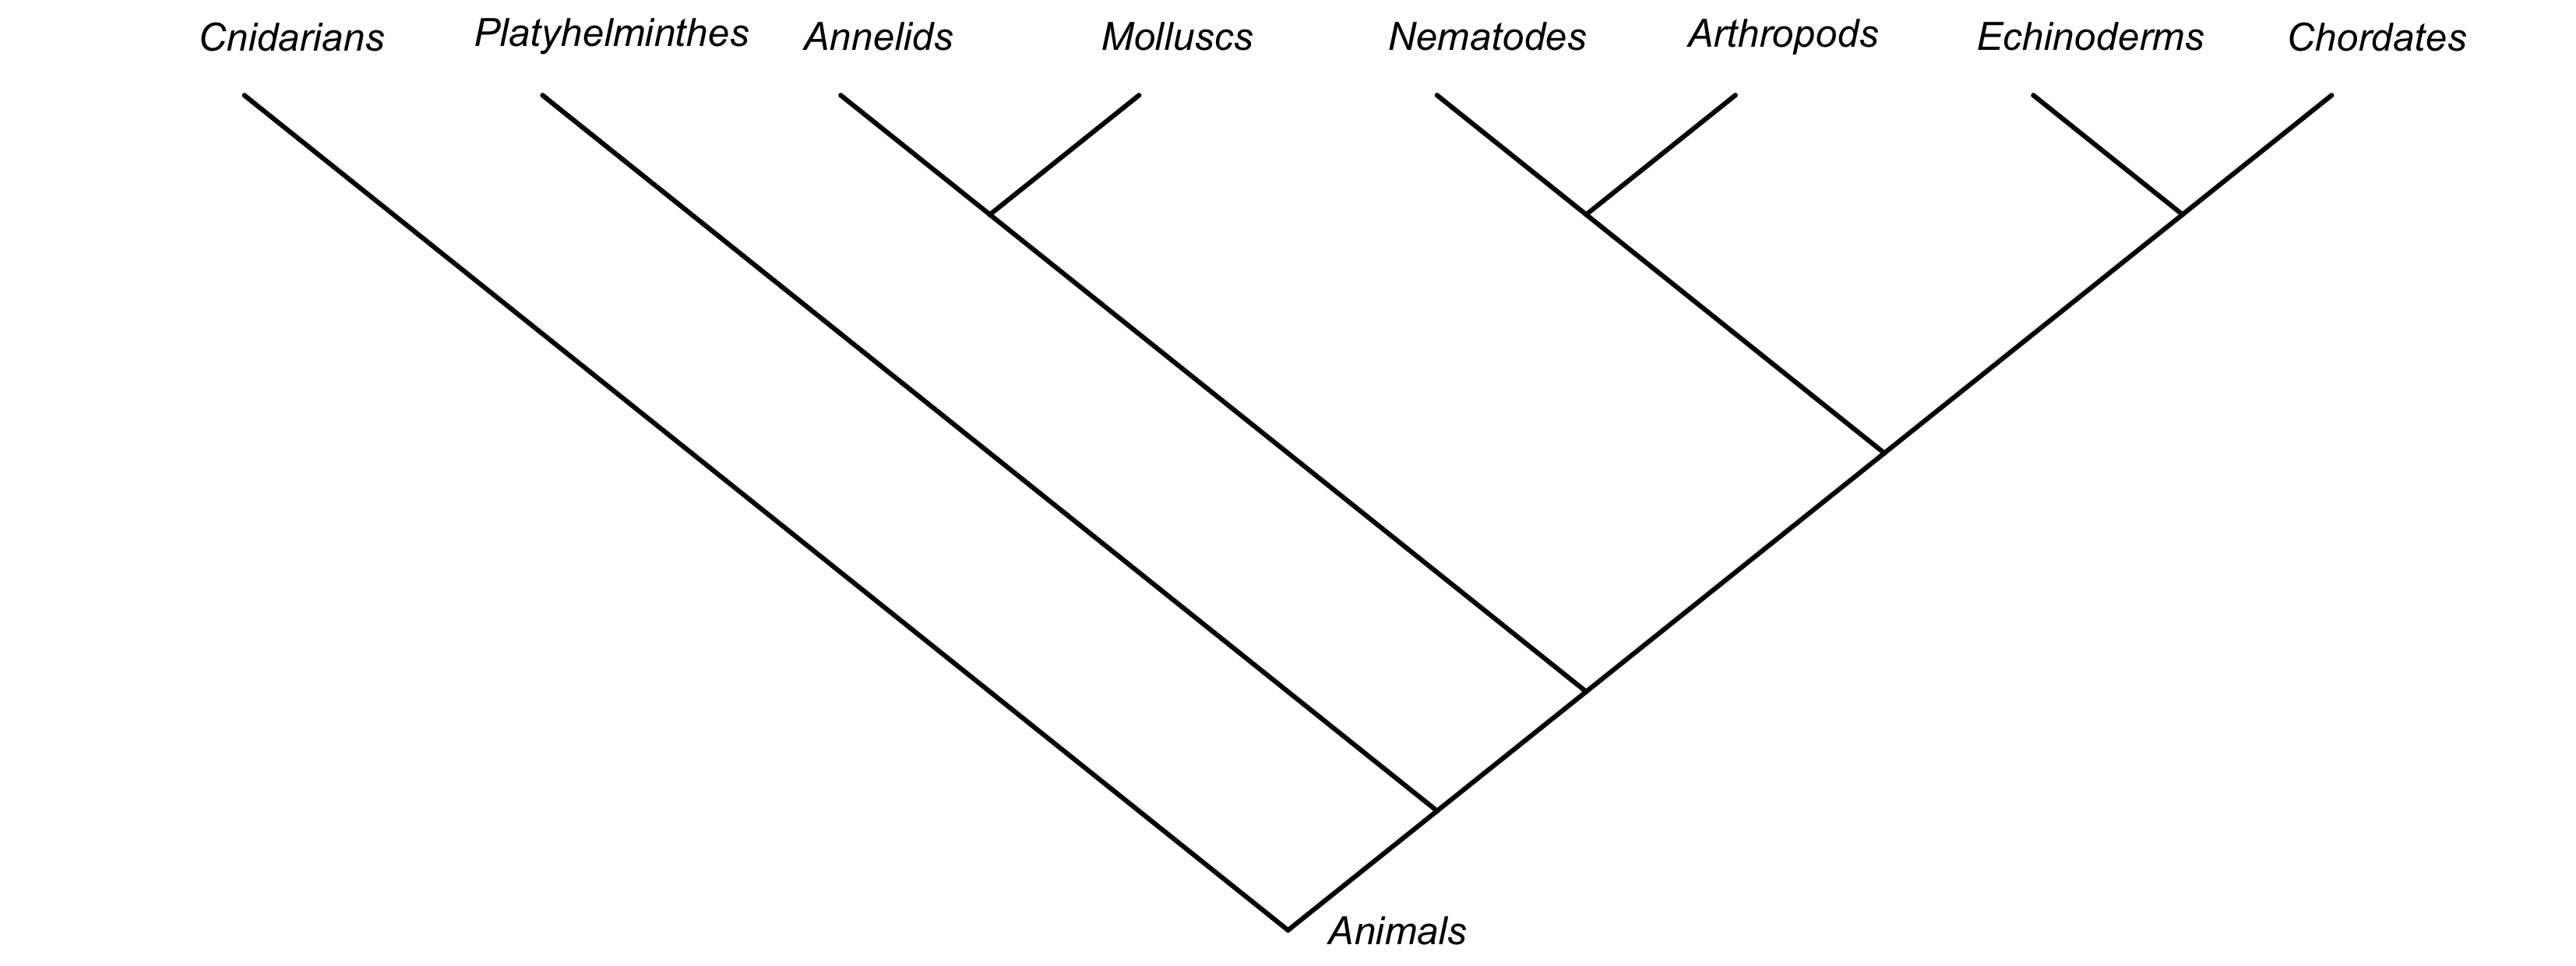 Cnidarians
Platyhelminthes
Annelids
Molluscs
Nematodes
Arthropods
Echinoderms
Chordates
Animals